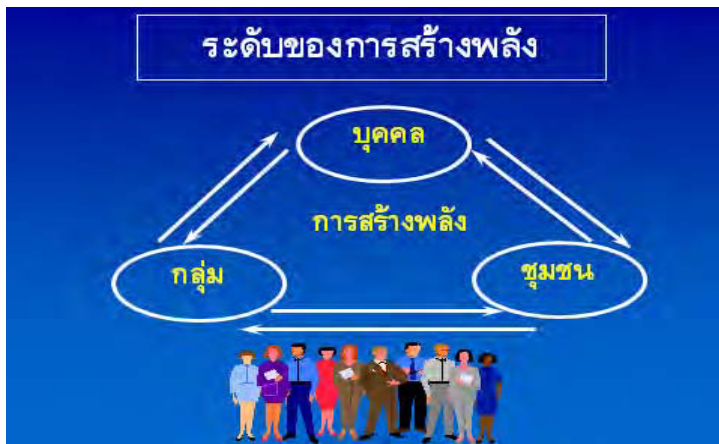 ระดับของการสร้างพลัง
บุคคล
การสร้างพลัง
กลุ่ม
ชุมชน